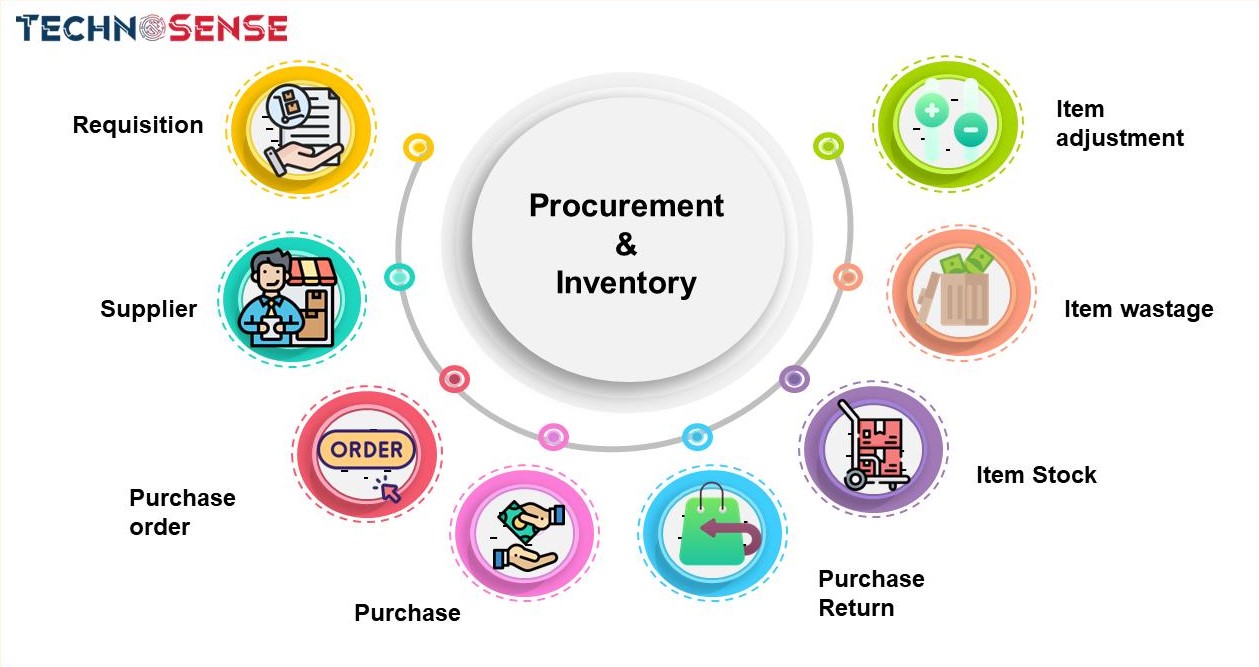 TECHNOSENSE
Requisition
Supplier
Purchase
order
ORDER
Purchase
Procurement
&
Inventory
Purchase
Return
Item Stock
Item wastage
Item
adjustment